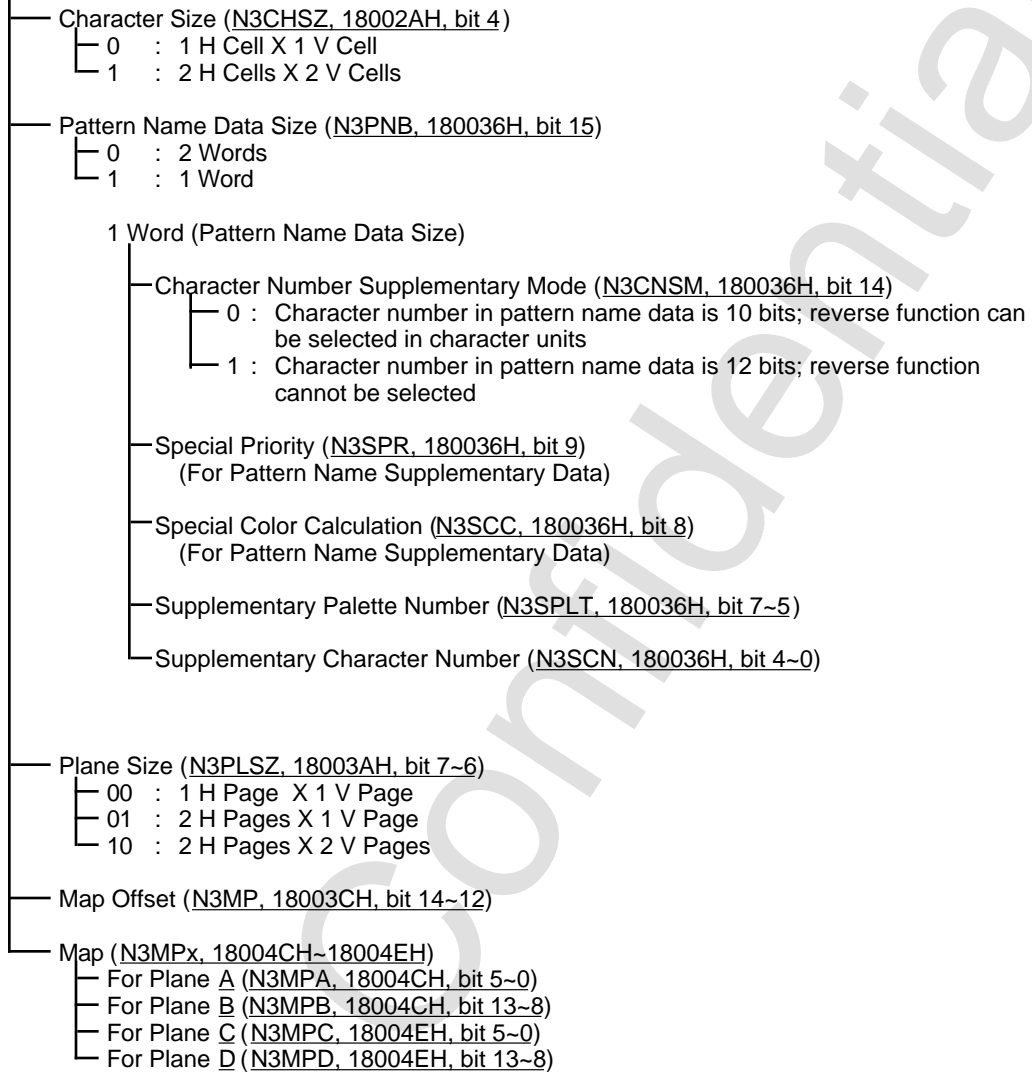 Character Size (N3CHSZ, 18002AH, bit 4)
0 : 1 H Cell X 1 V Cell
1 : 2 H Cells X 2 V Cells
Pattern Name Data Size (N3PNB, 180036H, bit 15)
0 : 2 Words
1 : 1 Word
1 Word (Pattern Name Data Size)
Character Number Supplementary Mode (N3CNSM, 180036H, bit 14)
0 : Character number in pattern name data is 10 bits; reverse function can
be selected in character units
1 : Character number in pattern name data is 12 bits; reverse function
cannot be selected
Special Priority (N3SPR, 180036H, bit 9)
(For Pattern Name Supplementary Data)
Special Color Calculation (N3SCC, 180036H, bit 8)
(For Pattern Name Supplementary Data)
Supplementary Palette Number (N3SPLT, 180036H, bit 7~5)
Supplementary Character Number (N3SCN, 180036H, bit 4~0)
Plane Size (N3PLSZ, 18003AH, bit 7~6)
00 : 1 H Page X 1 V Page
01 : 2 H Pages X 1 V Page
10 : 2 H Pages X 2 V Pages
Map Offset (N3MP, 18003CH, bit 14~12)
Map (N3MPx, 18004CH~18004EH)
For Plane A (N3MPA, 18004CH, bit 5~0)
For Plane B (N3MPB, 18004CH, bit 13~8)
For Plane C (N3MPC, 18004EH, bit 5~0)
For Plane D (N3MPD, 18004EH, bit 13~8)
Confidentia